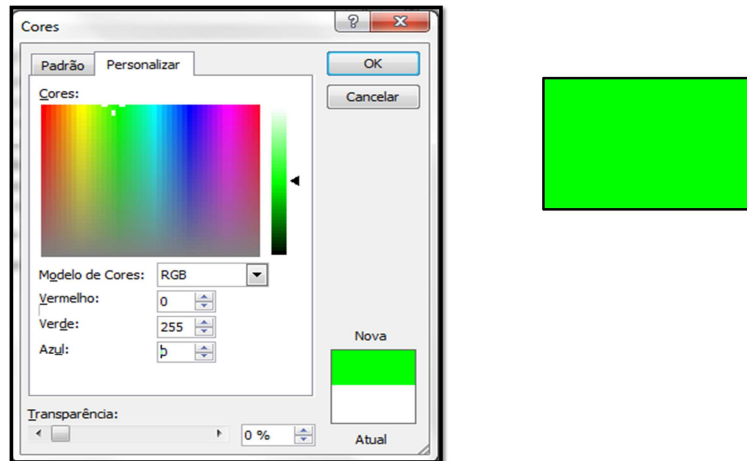 Cores
Padrão Personalizar
OK
Cancelar
Cores:
Modelo de Cores: RGB
Vermelho: 0
Verde: 255
Azul: 0
Nova
Atual
Transparência:
0 %